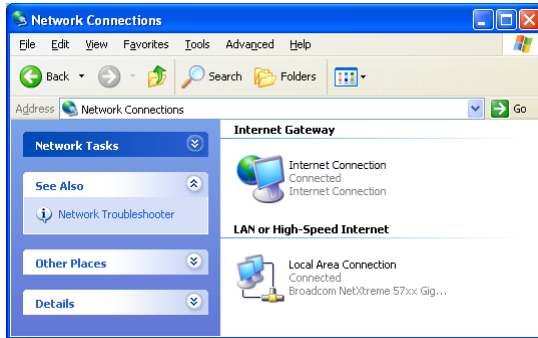 Network Connections
File Edit View Favorites Tools Advanced Help
Back Search Folders
Address Network Connections Go
Network Tasks
See Also
Network Troubleshooter
Other Places
Details
Internet Gateway
Internet Connection
Connected
Internet Connection
LAN or High-Speed Internet
Local Area Connection
Connected
Broadcom NetXtreme 57xx Gig...